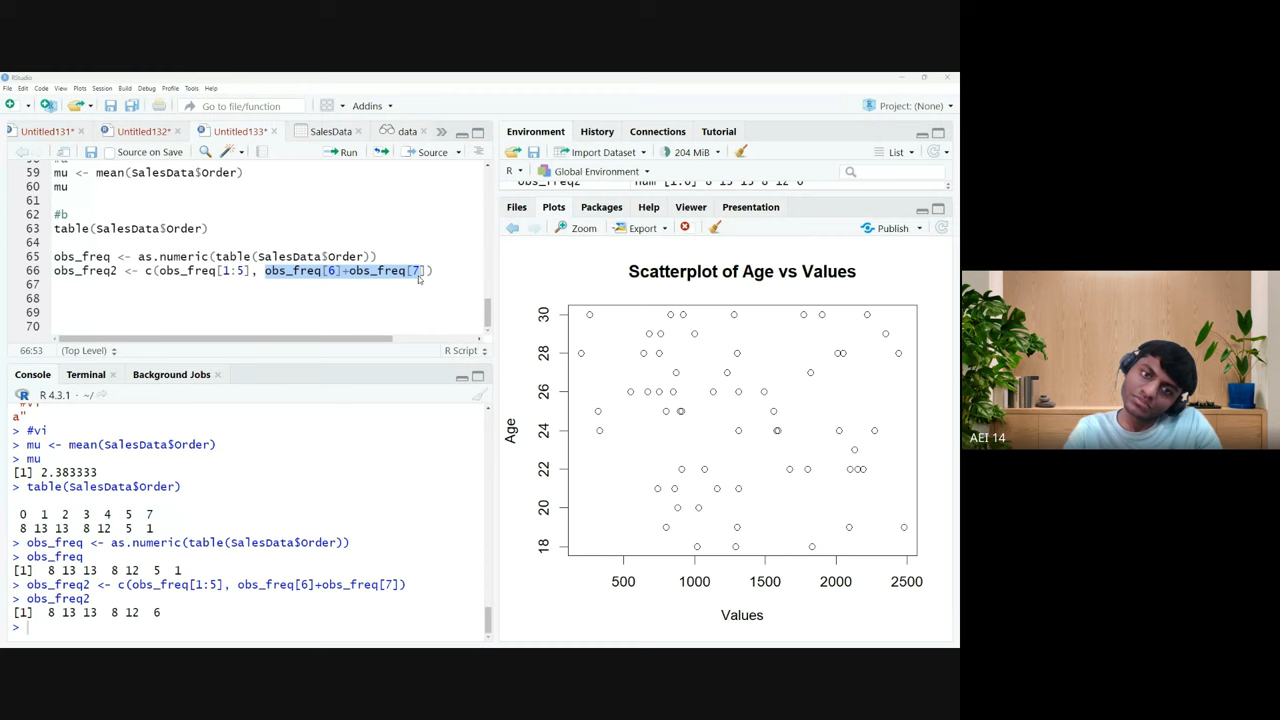 RStudio
File Edit Code View Plots Session Build Debug Profile Tools Help
Go to file/function Addins Project: (None)
Untitled131* Untitled132* Untitled133* SalesData data
Source on Save Run Source
59 mu <- mean(SalesData$Order)
60 mu
61
62 #b
63 table(SalesData$Order)
64
65 obs_freq <- as.numeric(table(SalesData$Order))
66 obs_freq2 <- c(obs_freq[1:5], obs_freq[6]+obs_freq[7])
67
68
69
70
66:53 (Top Level) R Script
Console Terminal Background Jobs
R 4.3.1 · ~/
a"
> #vi
> mu <- mean(SalesData$Order)
> mu
[1] 2.383333
> table(SalesData$Order)
0 1 2 3 4 5 7
8 13 13 8 12 5 1
> obs_freq <- as.numeric(table(SalesData$Order))
> obs_freq
[1] 8 13 13 8 12 5 1
> obs_freq2 <- c(obs_freq[1:5], obs_freq[6]+obs_freq[7])
> obs_freq2
[1] 8 13 13 8 12 6
>
Environment History Connections Tutorial
Import Dataset 204 MiB List
R Global Environment
Files Plots Packages Help Viewer Presentation
Zoom Export Publish
Scatterplot of Age vs Values
30
28
26
24
22
20
18
Age
500 1000 1500 2000 2500
Values
AEI 14